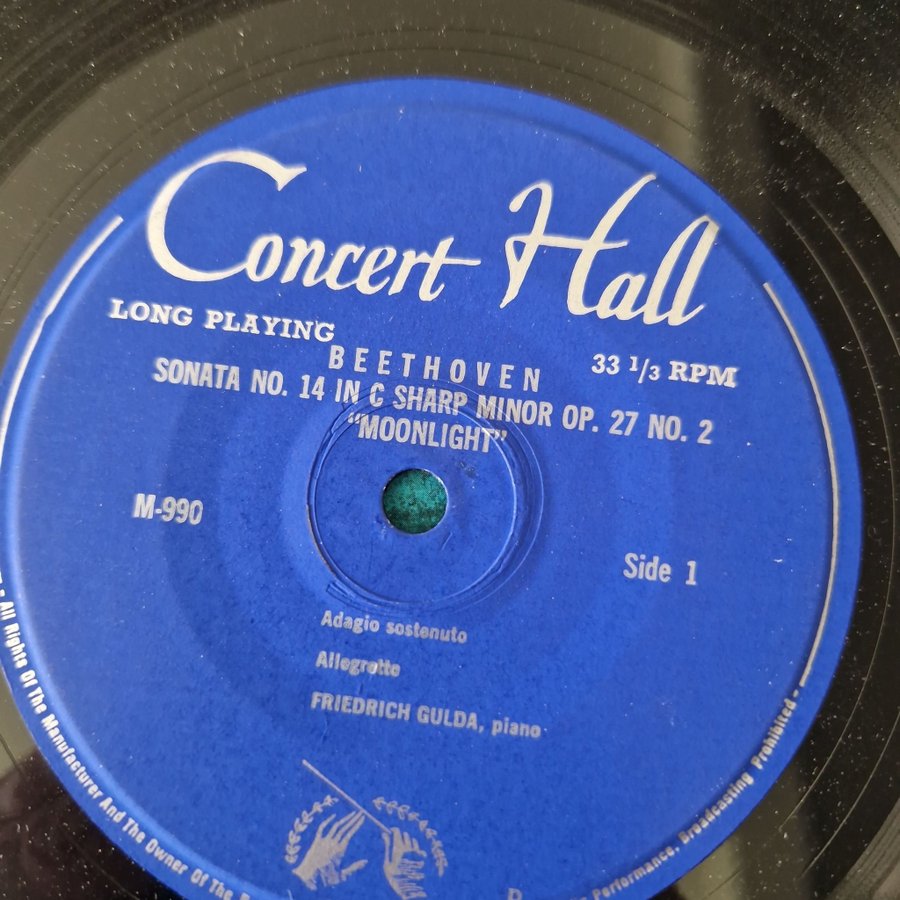 Concert Hall
LONG PLAYING
33 1/3 RPM
BEETHOVEN
SONATA NO. 14 IN C SHARP MINOR OP. 27 NO. 2
"MOONLIGHT"
M-990
Side 1
Adagio sostenuto
Allegretto
FRIEDRICH GULDA, piano
- All Rights Of The Manufacturer And The Owner Of The
Performance, Broadcasting Prohibited -